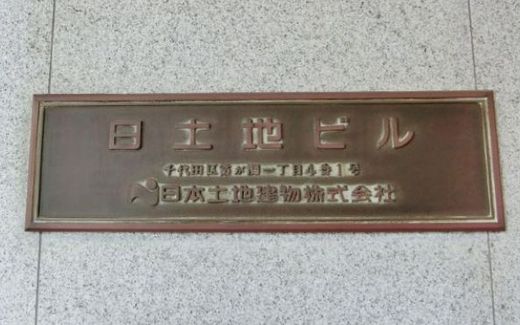 日土地ビル
千代田区霞が関一丁目4番1号
日本土地建物株式会社